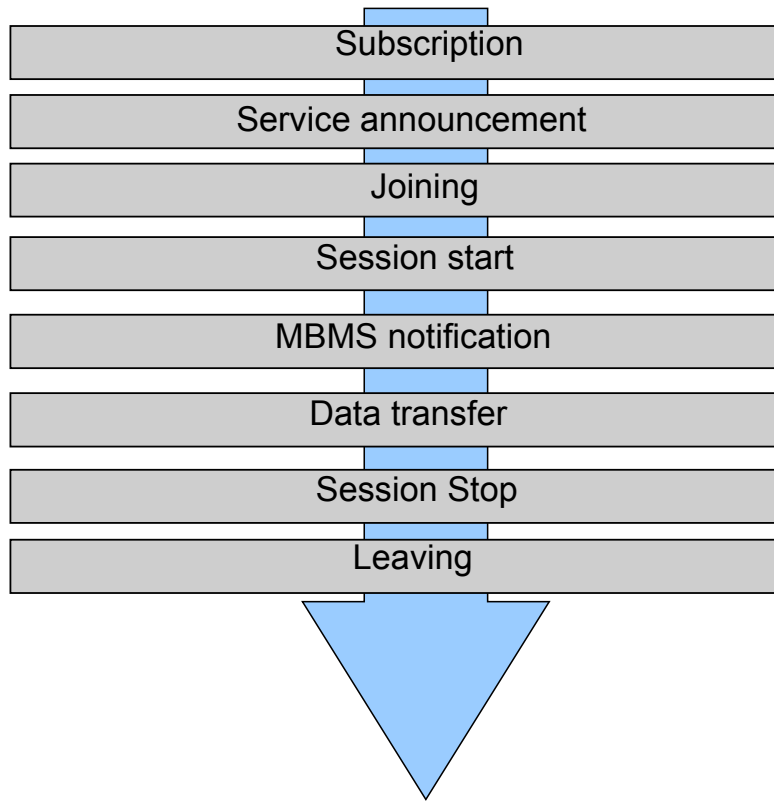 Subscription
Service announcement
Joining
Session start
MBMS notification
Data transfer
Session Stop
Leaving